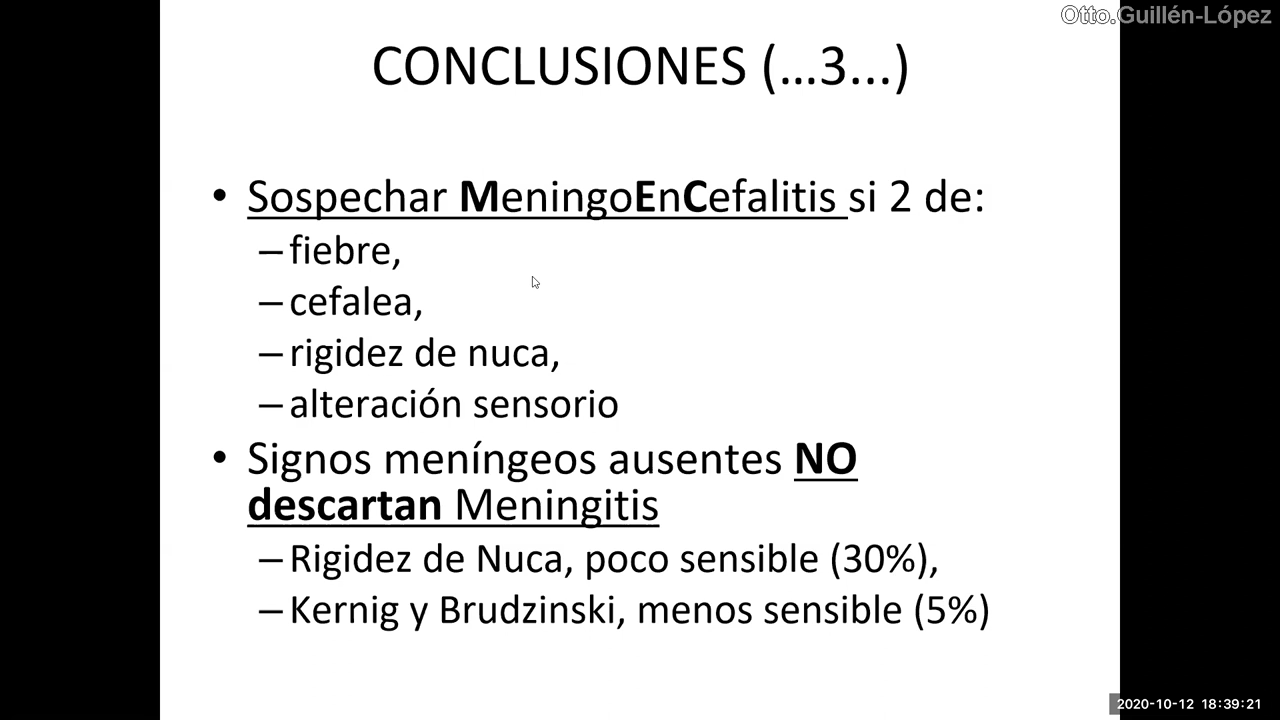 Otto.Guillén-López
CONCLUSIONES (...3...)
• Sospechar MeningoEnCefalitis si 2 de:
– fiebre,
– cefalea,
– rigidez de nuca,
– alteración sensorio
• Signos meníngeos ausentes NO
descartan Meningitis
– Rigidez de Nuca, poco sensible (30%),
– Kernig y Brudzinski, menos sensible (5%)
2020-10-12 18:39:21